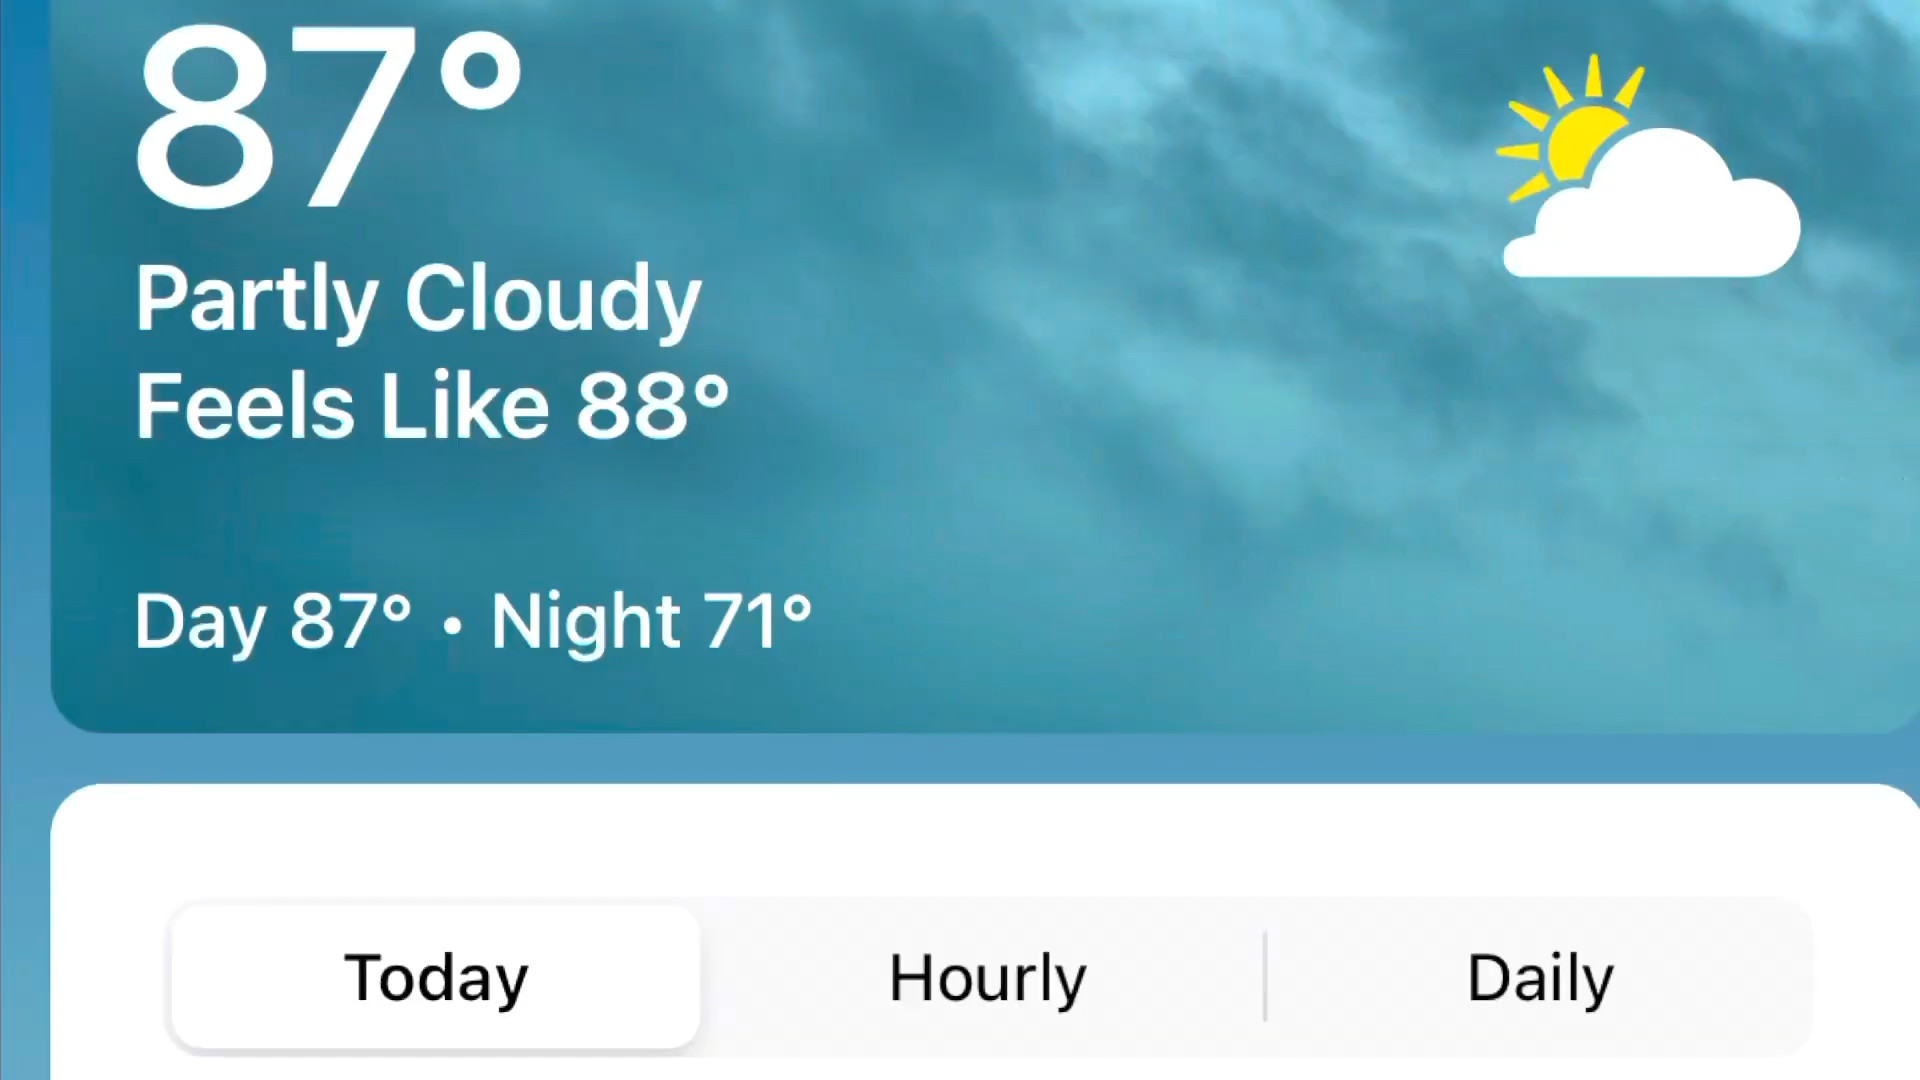 87°
Partly Cloudy
Feels Like 88°
Day 87° • Night 71°
Today
Hourly
Daily